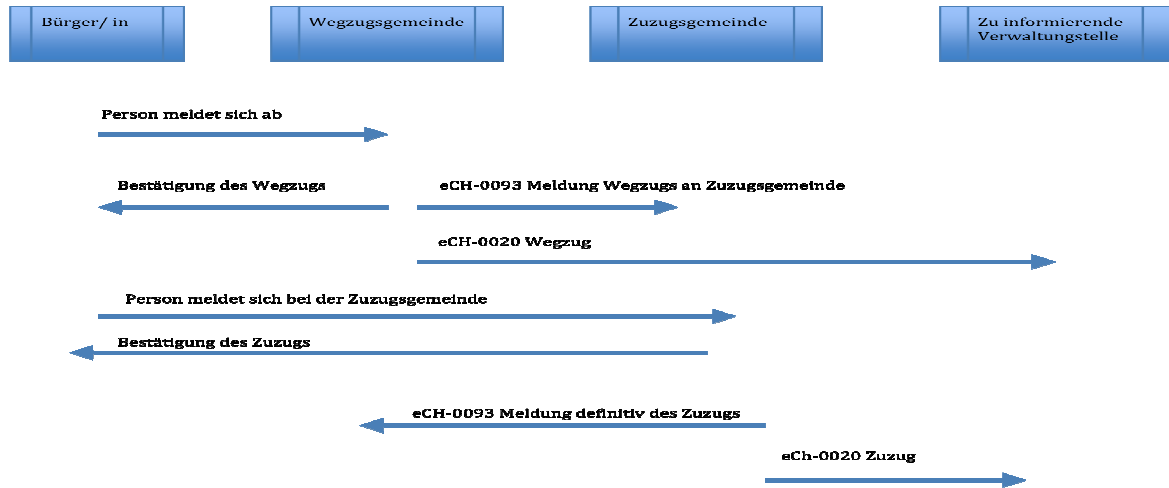 Bürger/ in
Wegzugsgemeinde
Zuzugsgemeinde
Zu informierende
Verwaltungstelle
Person meldet sich ab
Bestätigung des Wegzugs
eCH-0093 Meldung Wegzugs an Zuzugsgemeinde
eCH-0020 Wegzug
Person meldet sich bei der Zuzugsgemeinde
Bestätigung des Zuzugs
eCH-0093 Meldung definitiv des Zuzugs
eCh-0020 Zuzug